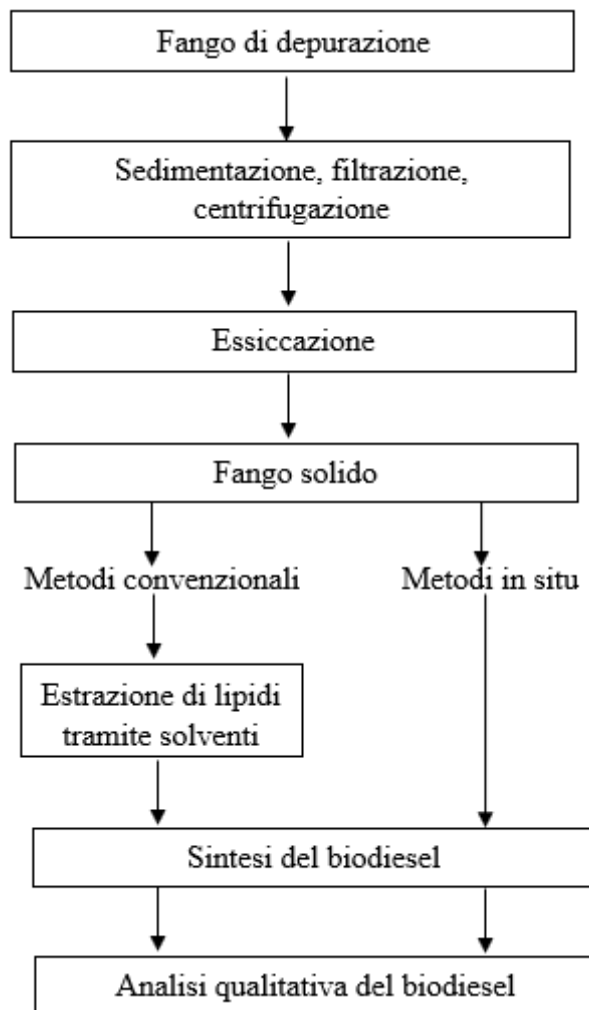 Fango di depurazione
Sedimentazione, filtrazione,
centrifugazione
Essiccazione
Fango solido
Metodi convenzionali
Metodi in situ
Estrazione di lipidi
tramite solventi
Sintesi del biodiesel
Analisi qualitativa del biodiesel